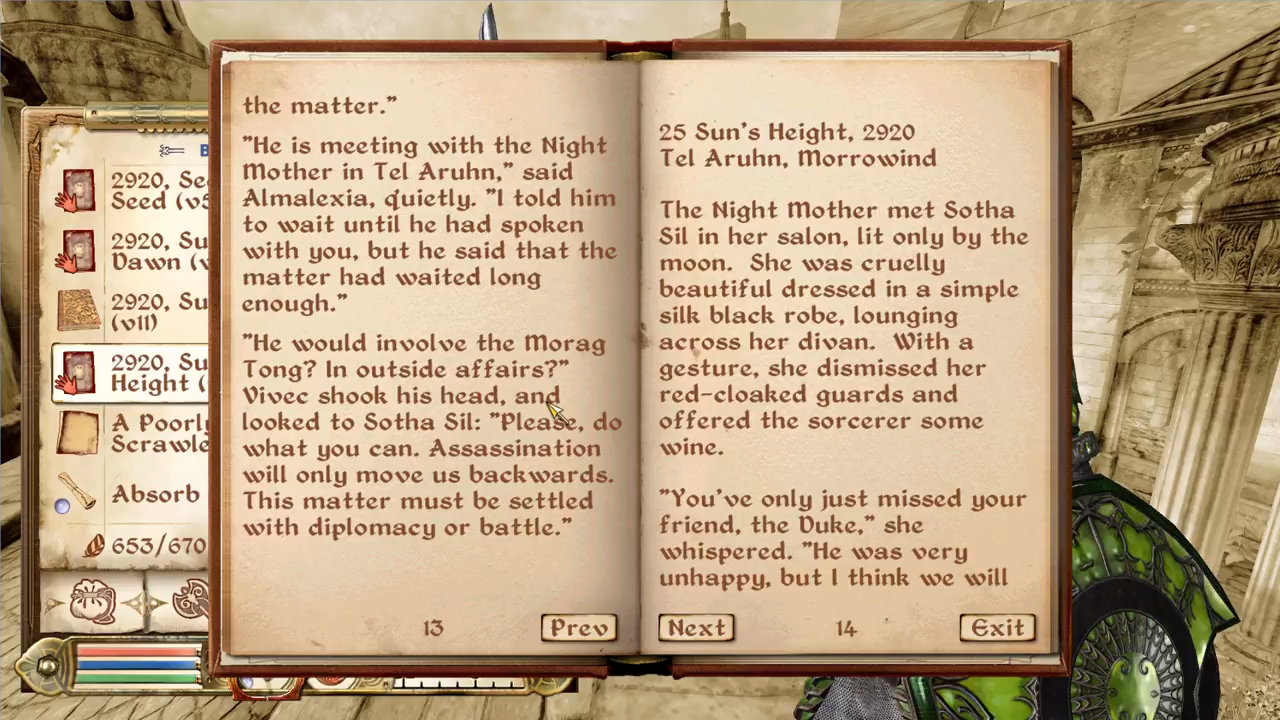 the matter."
"He is meeting with the Night
Mother in Tel Aruhn," said
Almalexia, quietly. "I told him
to wait until he had spoken
with you, but he said that the
matter had waited long
enough."
"He would involve the Morag
Tong? In outside affairs?"
Vivec shook his head, and
looked to Sotha Sil: "Please, do
what you can. Assassination
will only move us backwards.
This matter must be settled
with diplomacy or battle."
13
Prev
25 Sun's Height, 2920
Tel Aruhn, Morrowind
The Night Mother met Sotha
Sil in her salon, lit only by the
moon. She was cruelly
beautiful dressed in a simple
silk black robe, lounging
across her divan. With a
gesture, she dismissed her
red-cloaked guards and
offered the sorcerer some
wine.
"You've only just missed your
friend, the Duke," she
whispered. "He was very
unhappy, but I think we will
Next
14
Exit
2920, Se
Seed (v5
2920, Su
Dawn (v
2920, Su
(v11)
2920, Su
Height (
A Poorly
Scrawle
Absorb
653/670